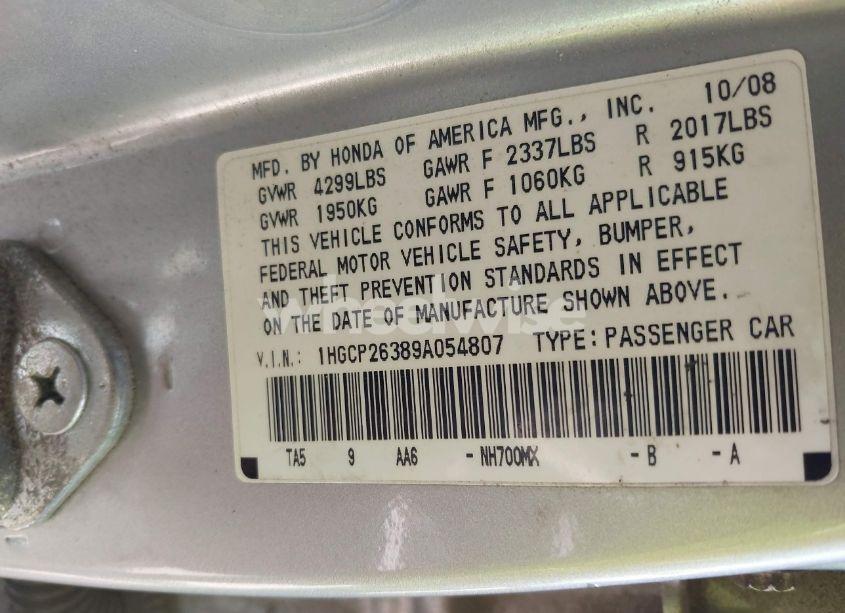 10/08
MFD. BY HONDA OF AMERICA MFG., INC.
GVWR 4299LBS GAWR F 2337LBS R 2017LBS
GVWR 1950KG GAWR F 1060KG R 915KG
THIS VEHICLE CONFORMS TO ALL APPLICABLE
FEDERAL MOTOR VEHICLE SAFETY, BUMPER,
AND THEFT PREVENTION STANDARDS IN EFFECT
ON THE DATE OF MANUFACTURE SHOWN ABOVE.
wheelwise
V.I.N.: 1HGCP26389A054807 TYPE: PASSENGER CAR
TA5 9 AA6 -NH700MX -B -A